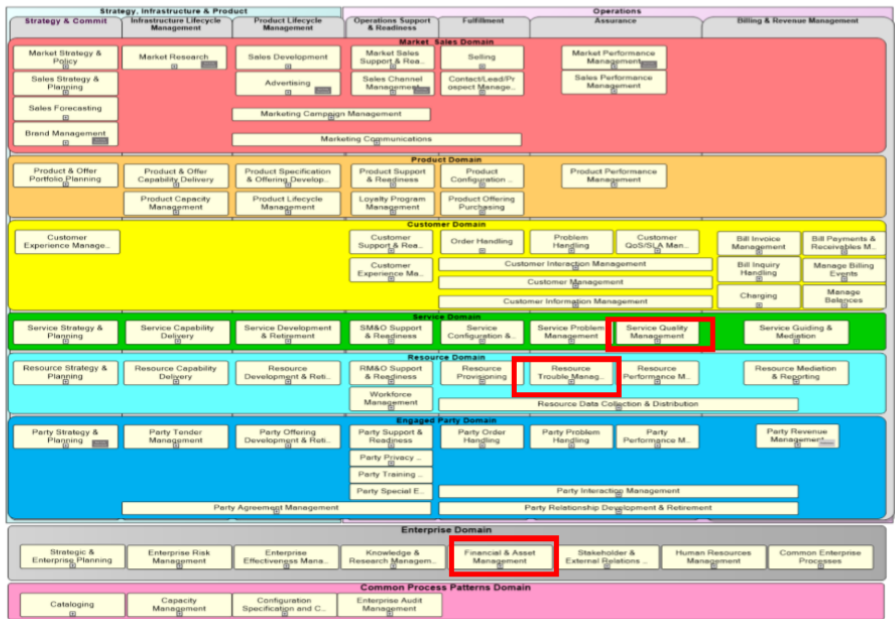 Strategy, Infrastructure & Product
Operations
Strategy & Commit
Infrastructure Lifecycle
Management
Product Lifecycle
Management
Operations Support
& Readiness
Fulfillment
Assurance
Billing & Revenue Management
Market Sales Domain
Market Strategy &
Policy
Market Research
Sales Development
Market Sales
Support & Rea..
Selling
Market Performance
Management
Sales Strategy &
Planning
Advertising
Sales Channel
Management
Contact/Lead/Pr
ospect Manage..
Sales Performance
Management
Sales Forecasting
Marketing Campaign Management
Brand Management
Marketing Communications
Product Domain
Product & Offer
Portfolio Planning
Product & Offer
Capability Delivery
Product Specification
& Offering Develop..
Product Support
& Readiness
Product
Configuration ..
Product Performance
Management
Product Capacity
Management
Product Lifecycle
Management
Loyalty Program
Management
Product Offering
Purchasing
Customer Domain
Customer
Experience Manage..
Customer
Support & Rea..
Order Handling
Problem
Handling
Customer
QoS/SLA Man..
Bill Invoice
Management
Bill Payments &
Receivables M..
Customer
Experience Ma..
Customer Interaction Management
Bill Inquiry
Handling
Manage Billing
Events
Customer Management
Customer Information Management
Charging
Manage
Balances
Service Domain
Service Strategy &
Planning
Service Capability
Delivery
Service Development
& Retirement
SM&O Support
& Readiness
Service
Configuration &..
Service Problem
Management
Service Quality
Management
Service Guiding &
Mediation
Resource Domain
Resource Strategy &
Planning
Resource Capability
Delivery
Resource
Development & Reti..
RM&O Support
& Readiness
Resource
Provisioning
Resource
Trouble Manag..
Resource
Performance M..
Resource Mediation
& Reporting
Workforce
Management
Resource Data Collection & Distribution
Engaged Party Domain
Party Strategy &
Planning
Party Tender
Management
Party Offering
Development & Reti..
Party Support &
Readiness
Party Order
Handling
Party Problem
Handling
Party
Performance M..
Party Revenue
Management
Party Privacy ..
Party Training ..
Party Special E..
Party Interaction Management
Party Agreement Management
Party Relationship Development & Retirement
Enterprise Domain
Strategic &
Enterprise Planning
Enterprise Risk
Management
Enterprise
Effectiveness Mana..
Knowledge &
Research Managem..
Financial & Asset
Management
Stakeholder &
External Relations ..
Human Resources
Management
Common Enterprise
Processes
Common Process Patterns Domain
Cataloging
Capacity
Management
Configuration
Specification and C..
Enterprise Audit
Management